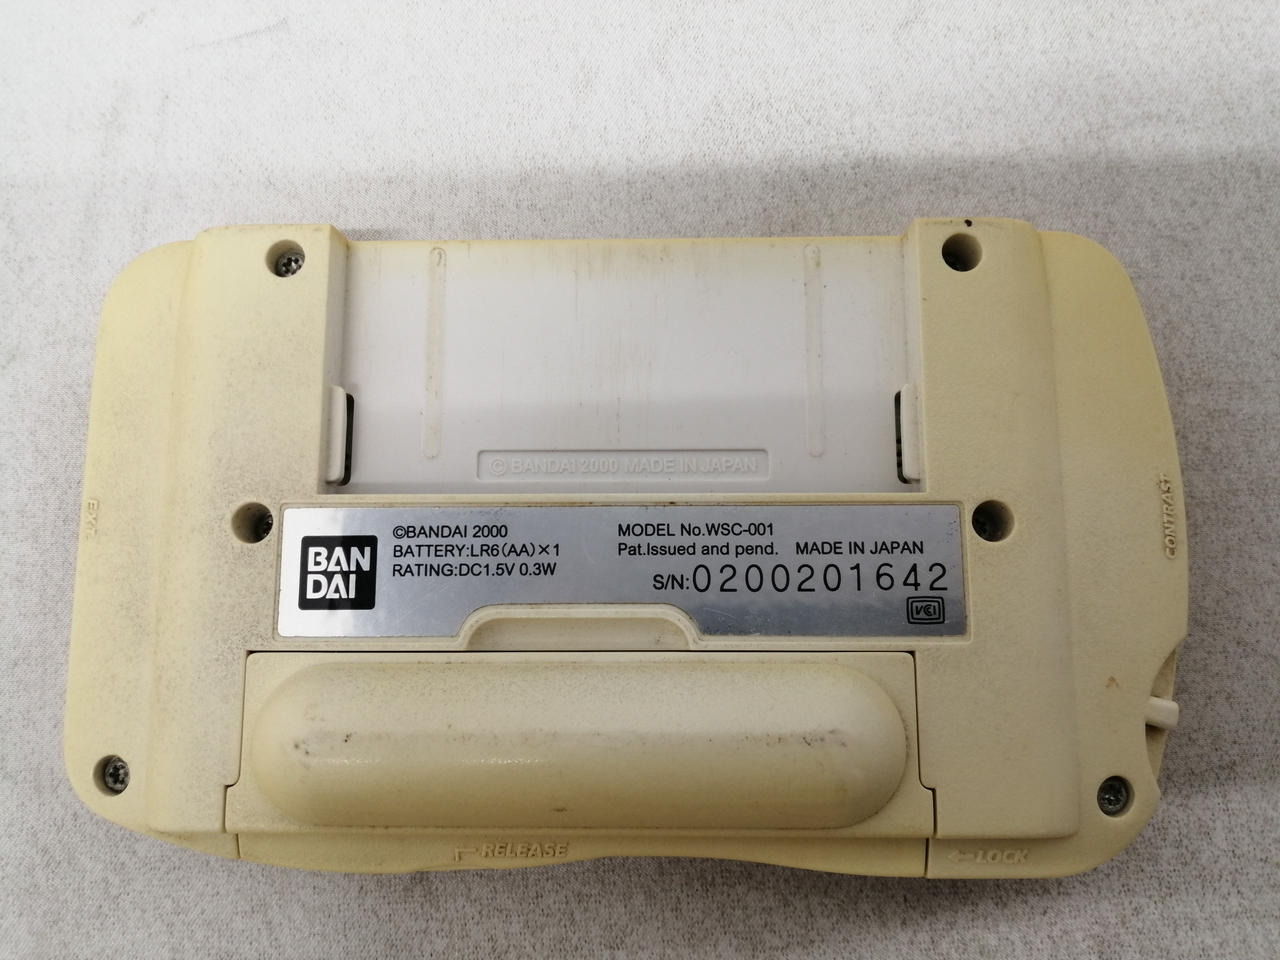 © BANDAI 2000 MADE IN JAPAN
EXT.
CONTRAST
BAN
DAI
©BANDAI 2000
BATTERY:LR6(AA)×1
RATING:DC1.5V 0.3W
MODEL No.WSC-001
Pat.Issued and pend. MADE IN JAPAN
S/N:0200201642
VCCI
RELEASE
←LOCK